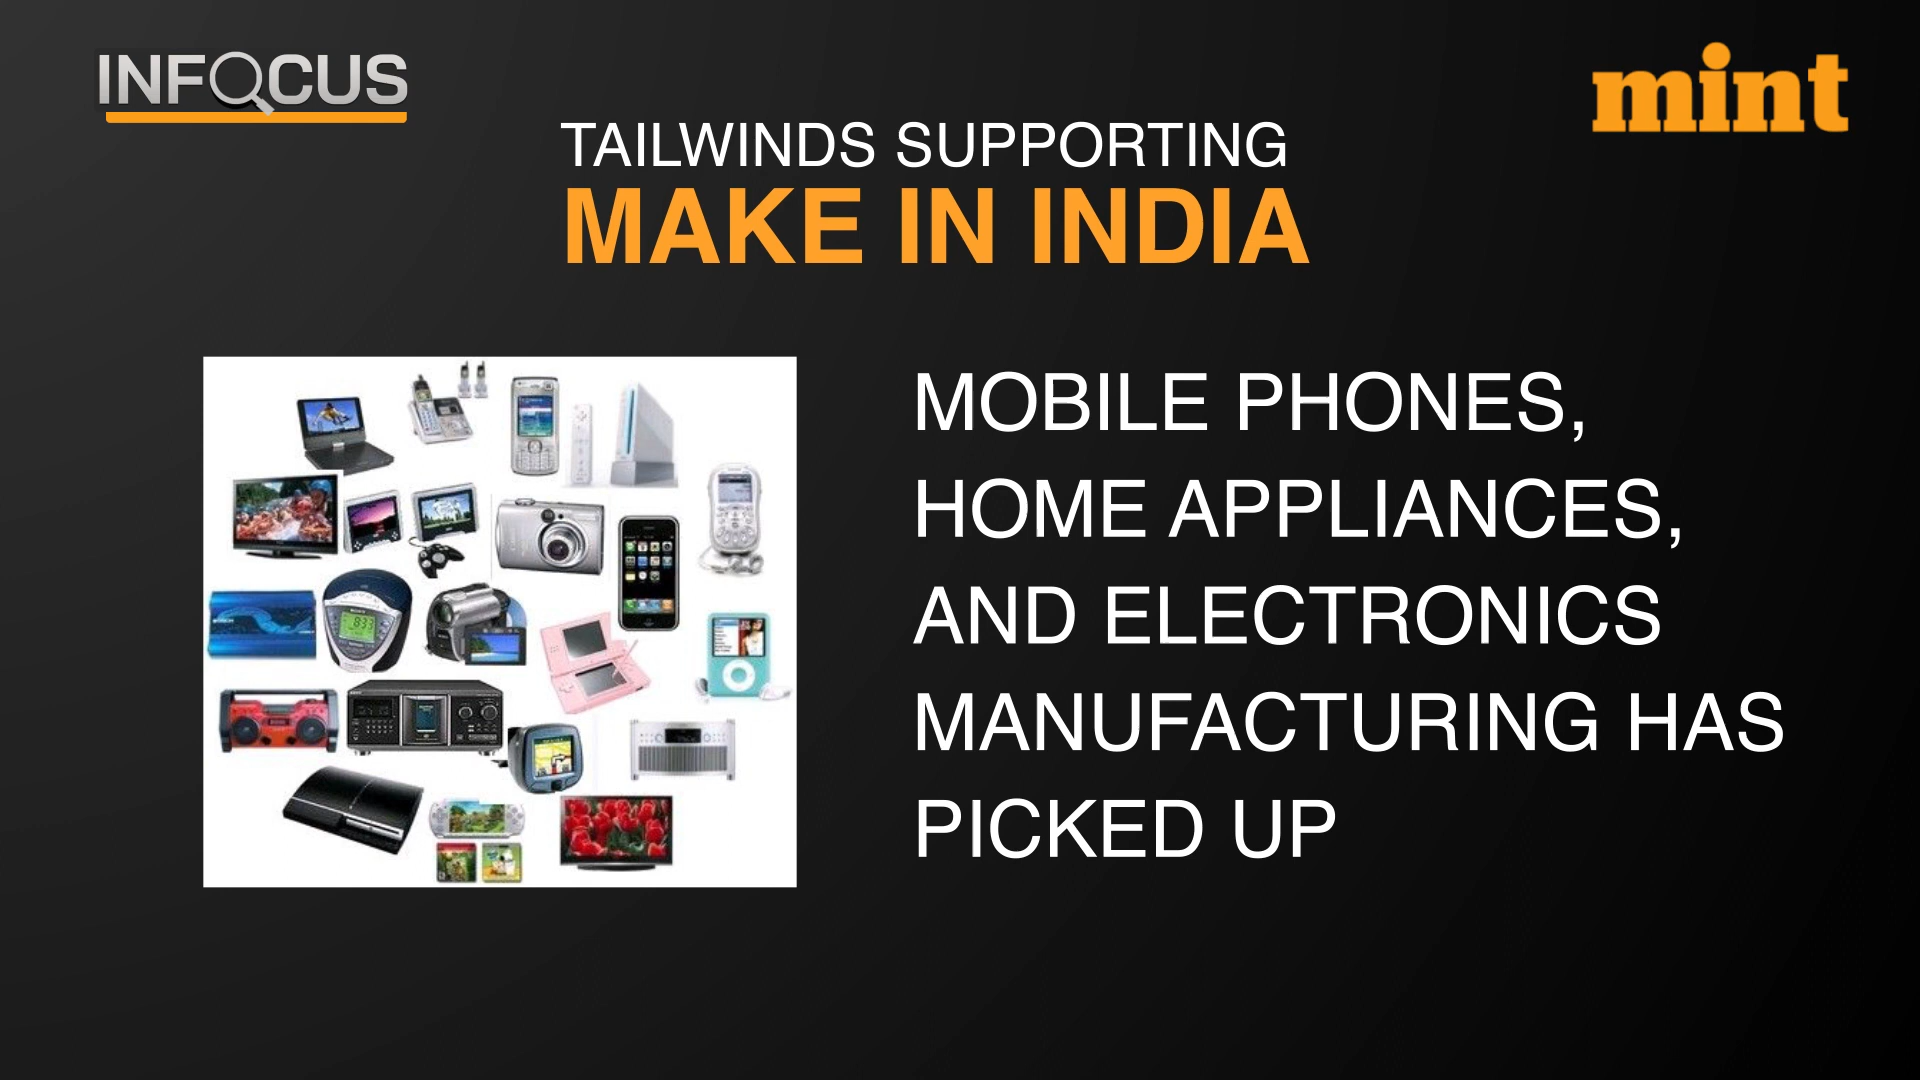 INFOCUS
mint
TAILWINDS SUPPORTING
MAKE IN INDIA
MOBILE PHONES,
HOME APPLIANCES,
AND ELECTRONICS
MANUFACTURING HAS
PICKED UP